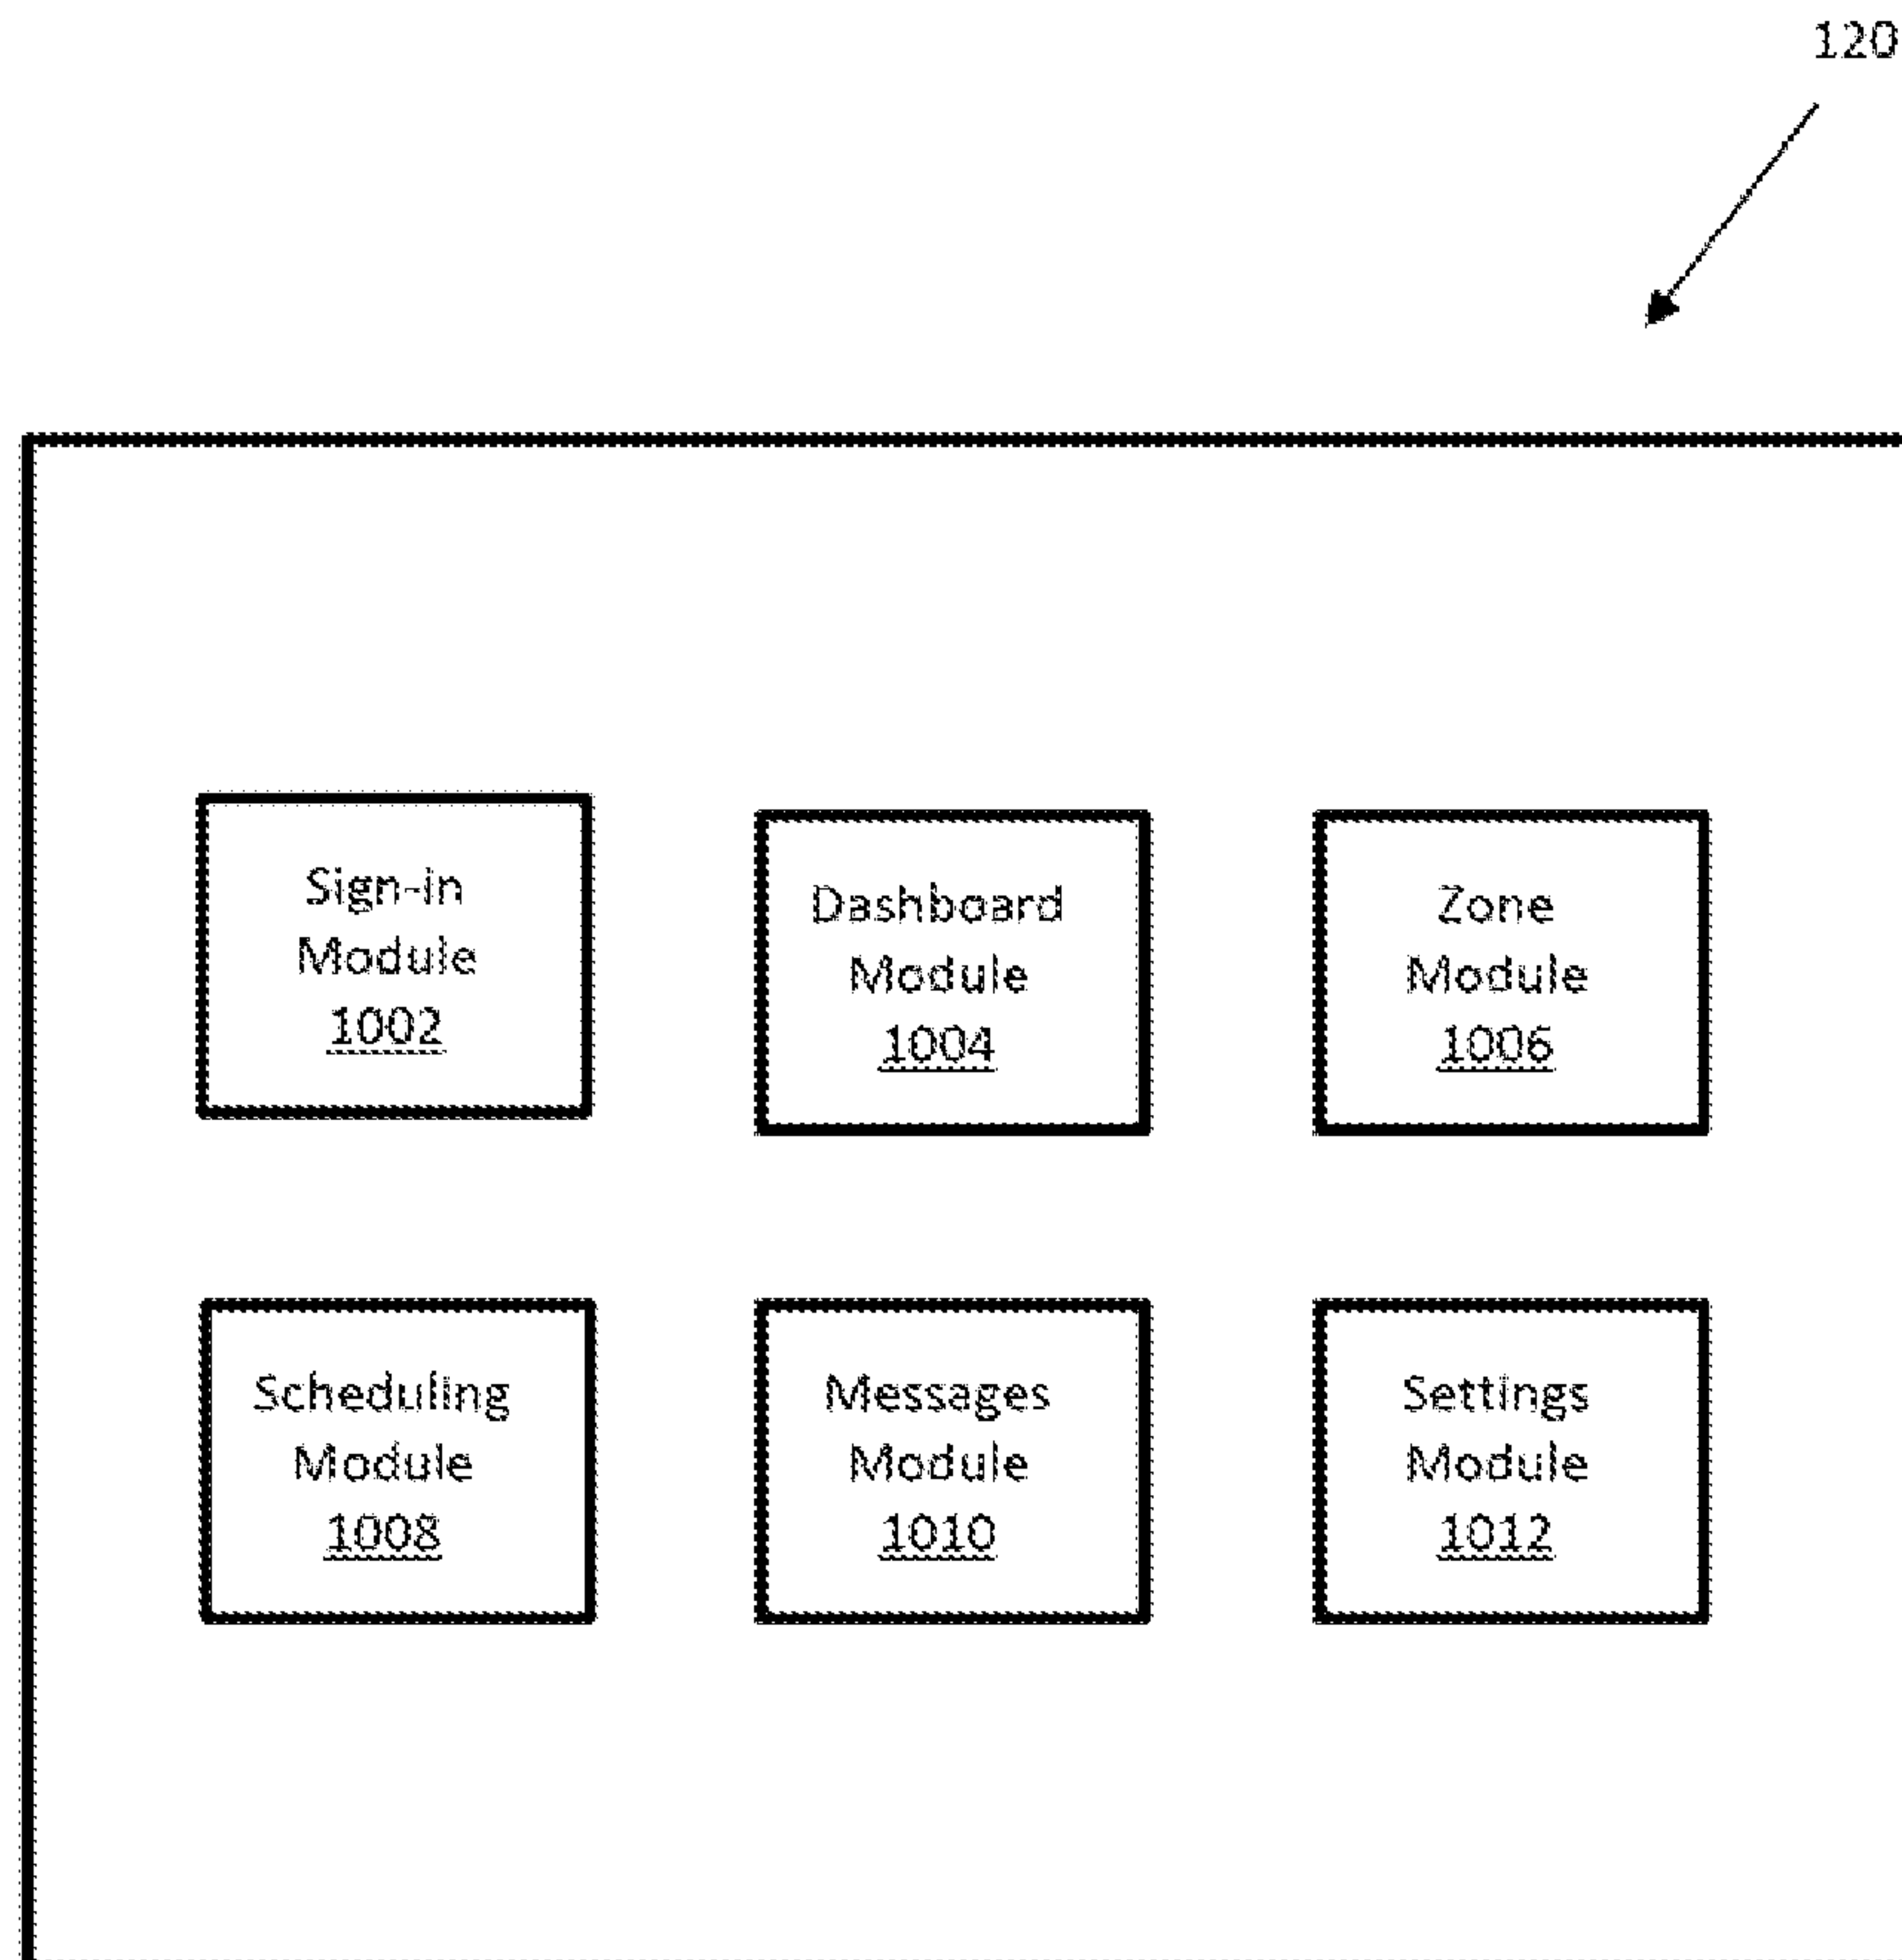 120
Sign-in
Module
1002
Dashboard
Module
1004
Zone
Module
1006
Scheduling
Module
1008
Messages
Module
1010
Settings
Module
1012